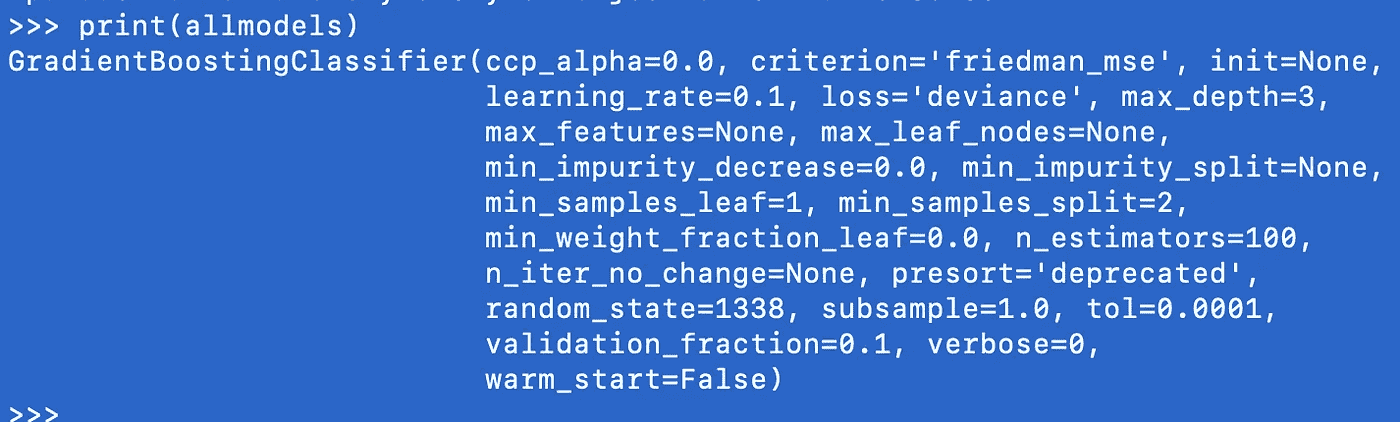 >>> print(allmodels)
GradientBoostingClassifier(ccp_alpha=0.0, criterion='friedman_mse', init=None,
learning_rate=0.1, loss='deviance', max_depth=3,
max_features=None, max_leaf_nodes=None,
min_impurity_decrease=0.0, min_impurity_split=None,
min_samples_leaf=1, min_samples_split=2,
min_weight_fraction_leaf=0.0, n_estimators=100,
n_iter_no_change=None, presort='deprecated',
random_state=1338, subsample=1.0, tol=0.0001,
validation_fraction=0.1, verbose=0,
warm_start=False)
>>>